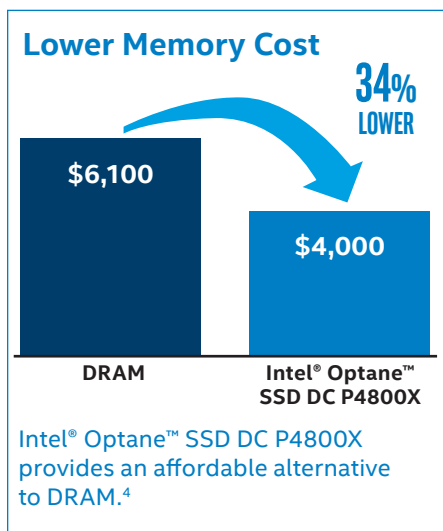 Lower Memory Cost
34%
LOWER
$6,100
$4,000
DRAM
Intel® Optane™
SSD DC P4800X
Intel® Optane™ SSD DC P4800X
provides an affordable alternative
to DRAM.⁴